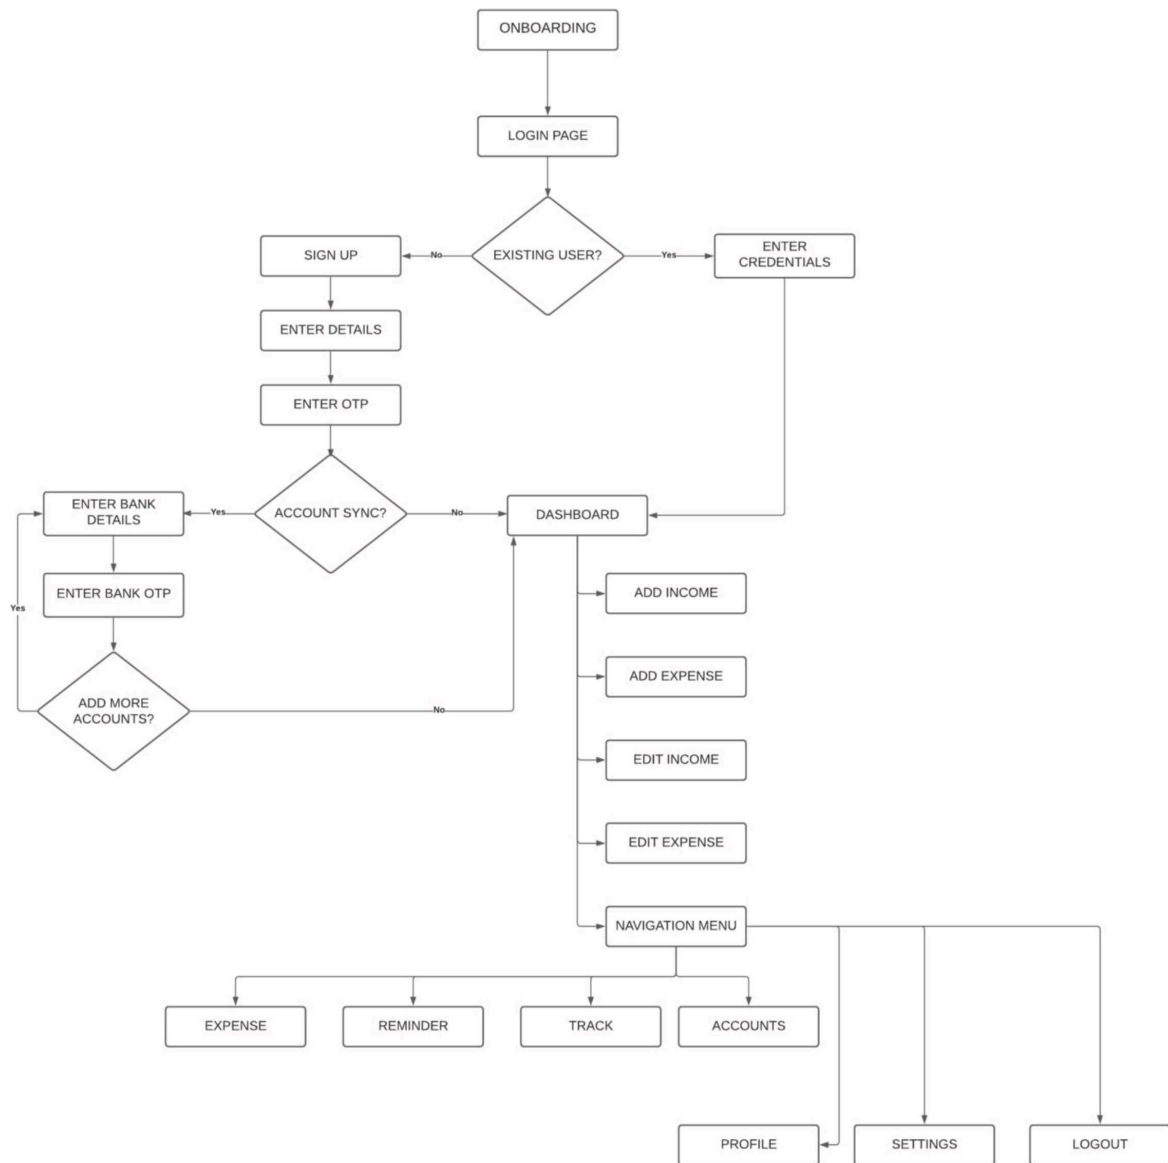 ONBOARDING
LOGIN PAGE
EXISTING USER?
No
Yes
SIGN UP
ENTER
CREDENTIALS
ENTER DETAILS
ENTER OTP
ACCOUNT SYNC?
Yes
No
ENTER BANK
DETAILS
DASHBOARD
ENTER BANK OTP
Yes
ADD MORE
ACCOUNTS?
No
ADD INCOME
ADD EXPENSE
EDIT INCOME
EDIT EXPENSE
NAVIGATION MENU
EXPENSE
REMINDER
TRACK
ACCOUNTS
PROFILE
SETTINGS
LOGOUT